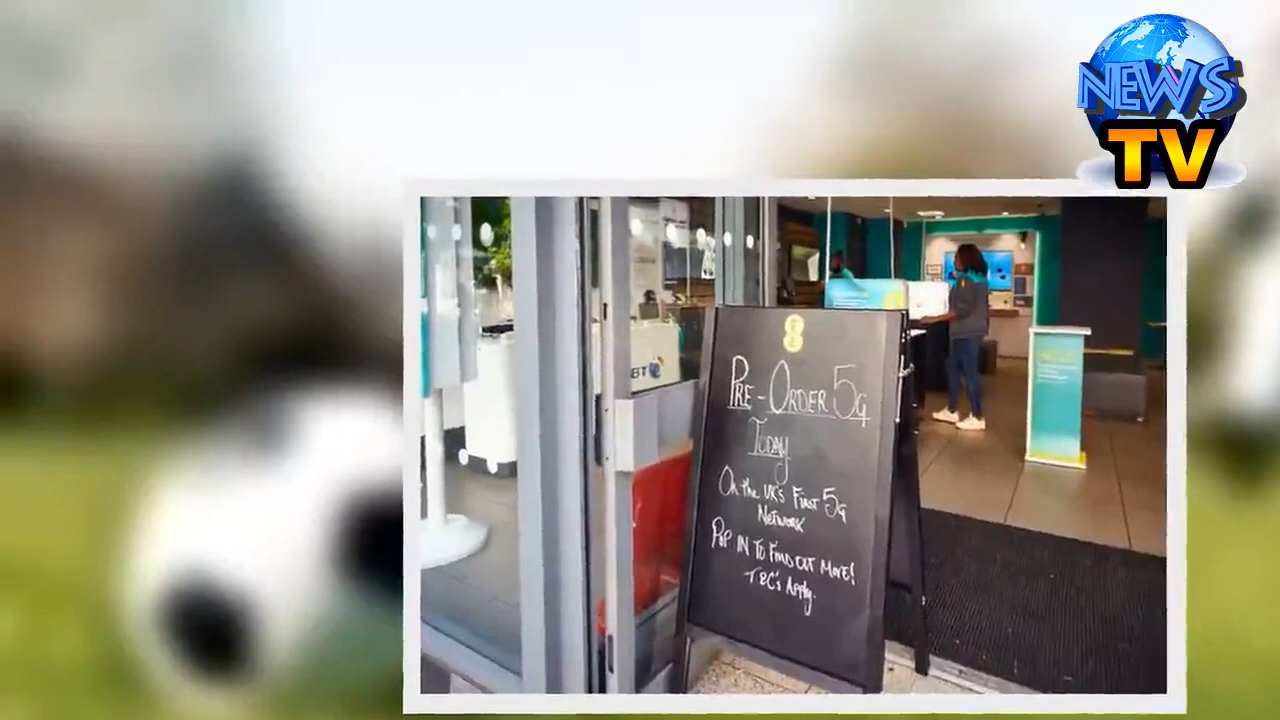 NEWS
TV
BT
EE
PRE-ORDER 5G
TODAY
On the UK's First 5G
Network
Pop in to Find out More!
T&C's Apply.